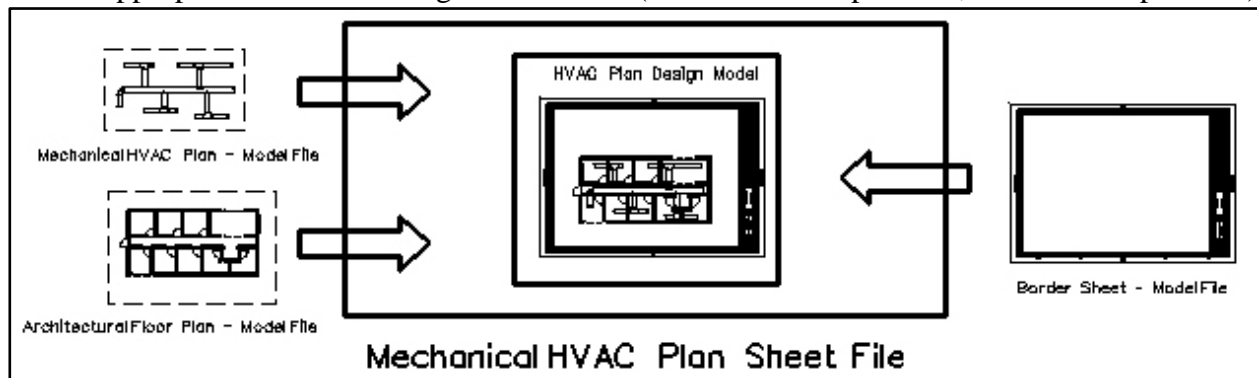 HVAC Plan Design Model
Mechanical HVAC Plan - Model File
Architectural Floor Plan - Model File
Border Sheet - Model File
Mechanical HVAC Plan Sheet File